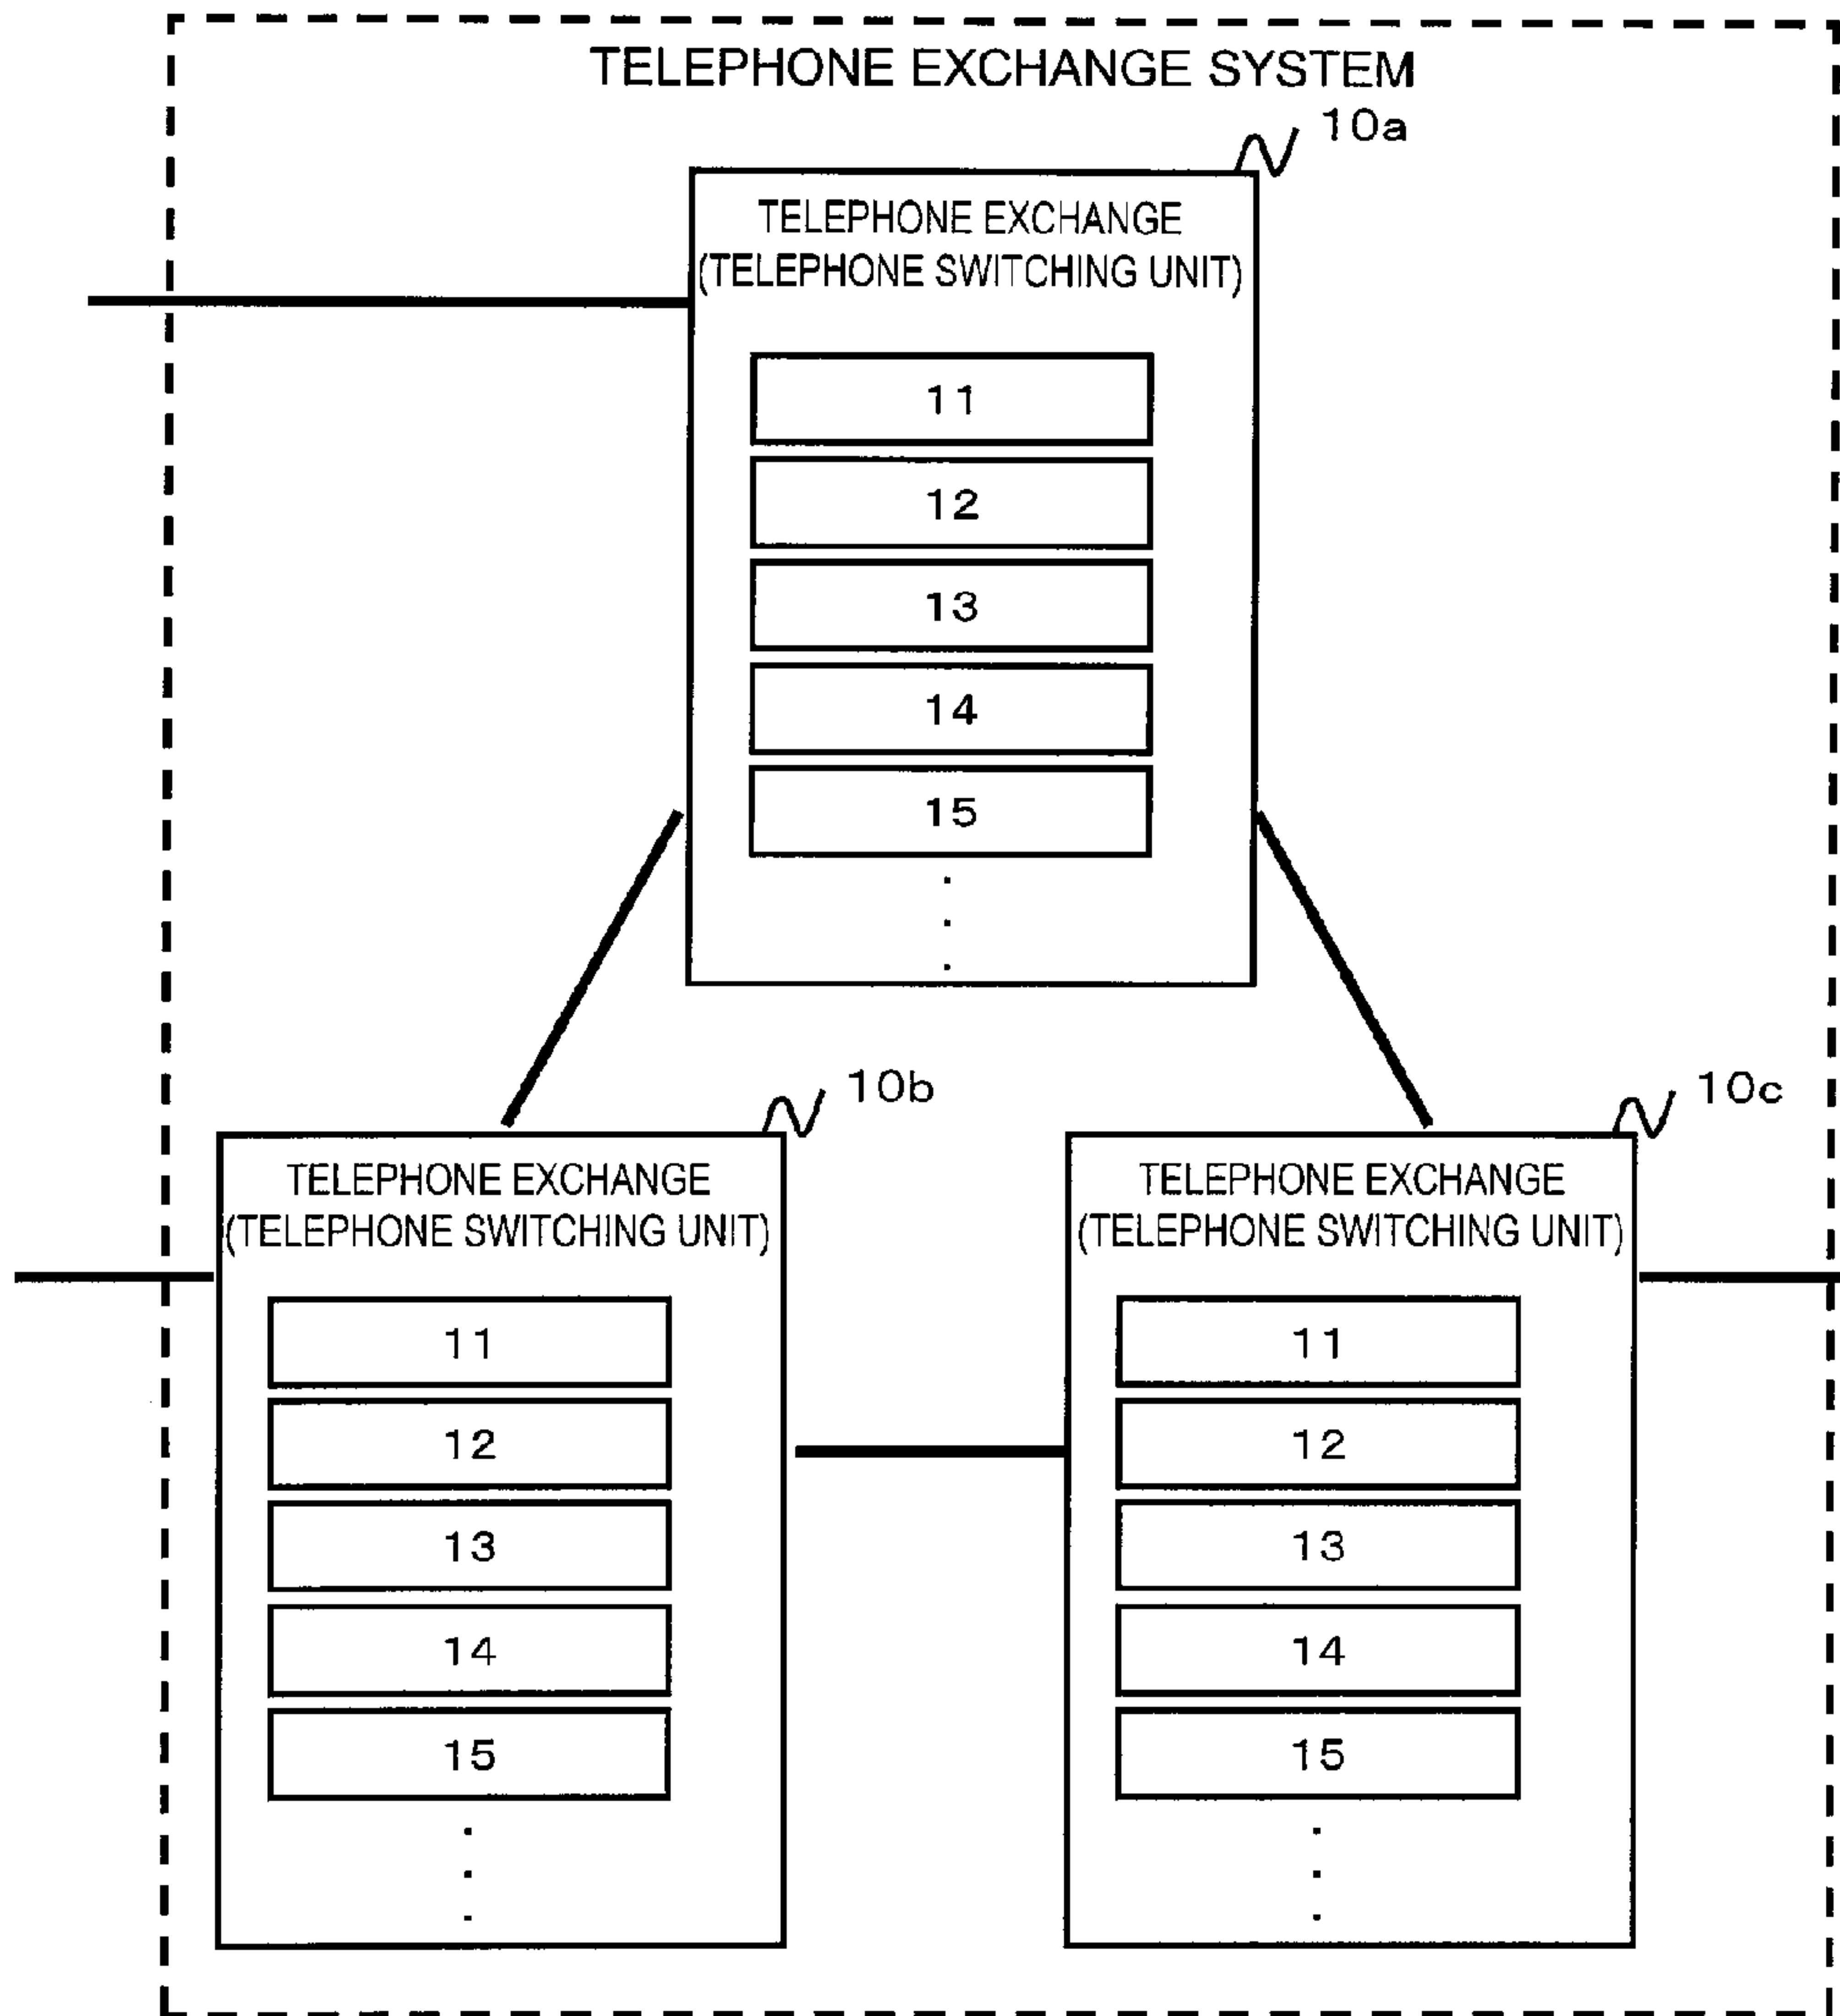 TELEPHONE EXCHANGE SYSTEM
10a
TELEPHONE EXCHANGE
(TELEPHONE SWITCHING UNIT)
11
12
13
14
15
10b
TELEPHONE EXCHANGE
(TELEPHONE SWITCHING UNIT)
11
12
13
14
15
10c
TELEPHONE EXCHANGE
(TELEPHONE SWITCHING UNIT)
11
12
13
14
15